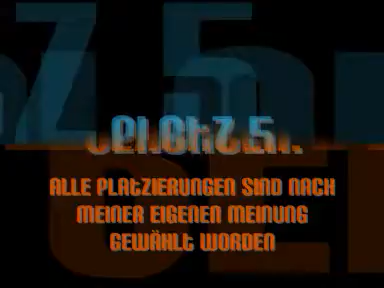 ALLE PLATZIERUNGEN SIND NACH
MEINER EIGENEN MEINUNG
GEWÄHLT WORDEN